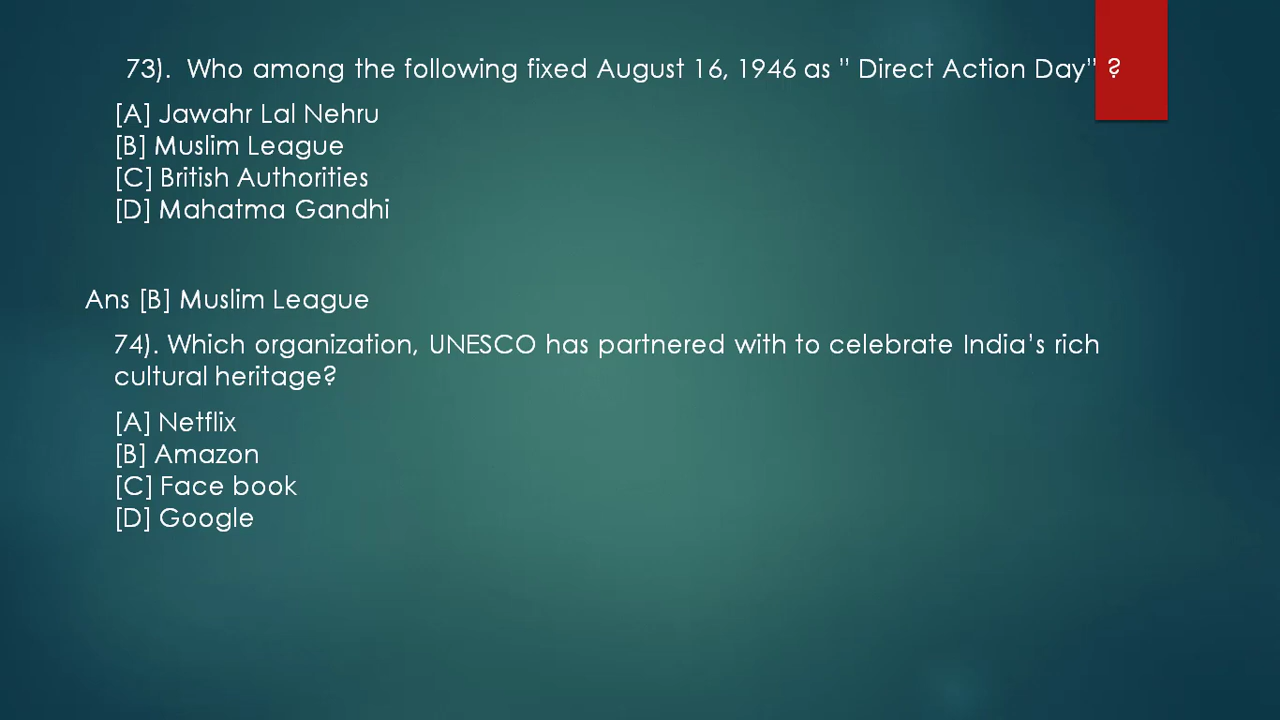 73). Who among the following fixed August 16, 1946 as ” Direct Action Day” ?
[A] Jawahr Lal Nehru
[B] Muslim League
[C] British Authorities
[D] Mahatma Gandhi
Ans [B] Muslim League
74). Which organization, UNESCO has partnered with to celebrate India’s rich
cultural heritage?
[A] Netflix
[B] Amazon
[C] Face book
[D] Google